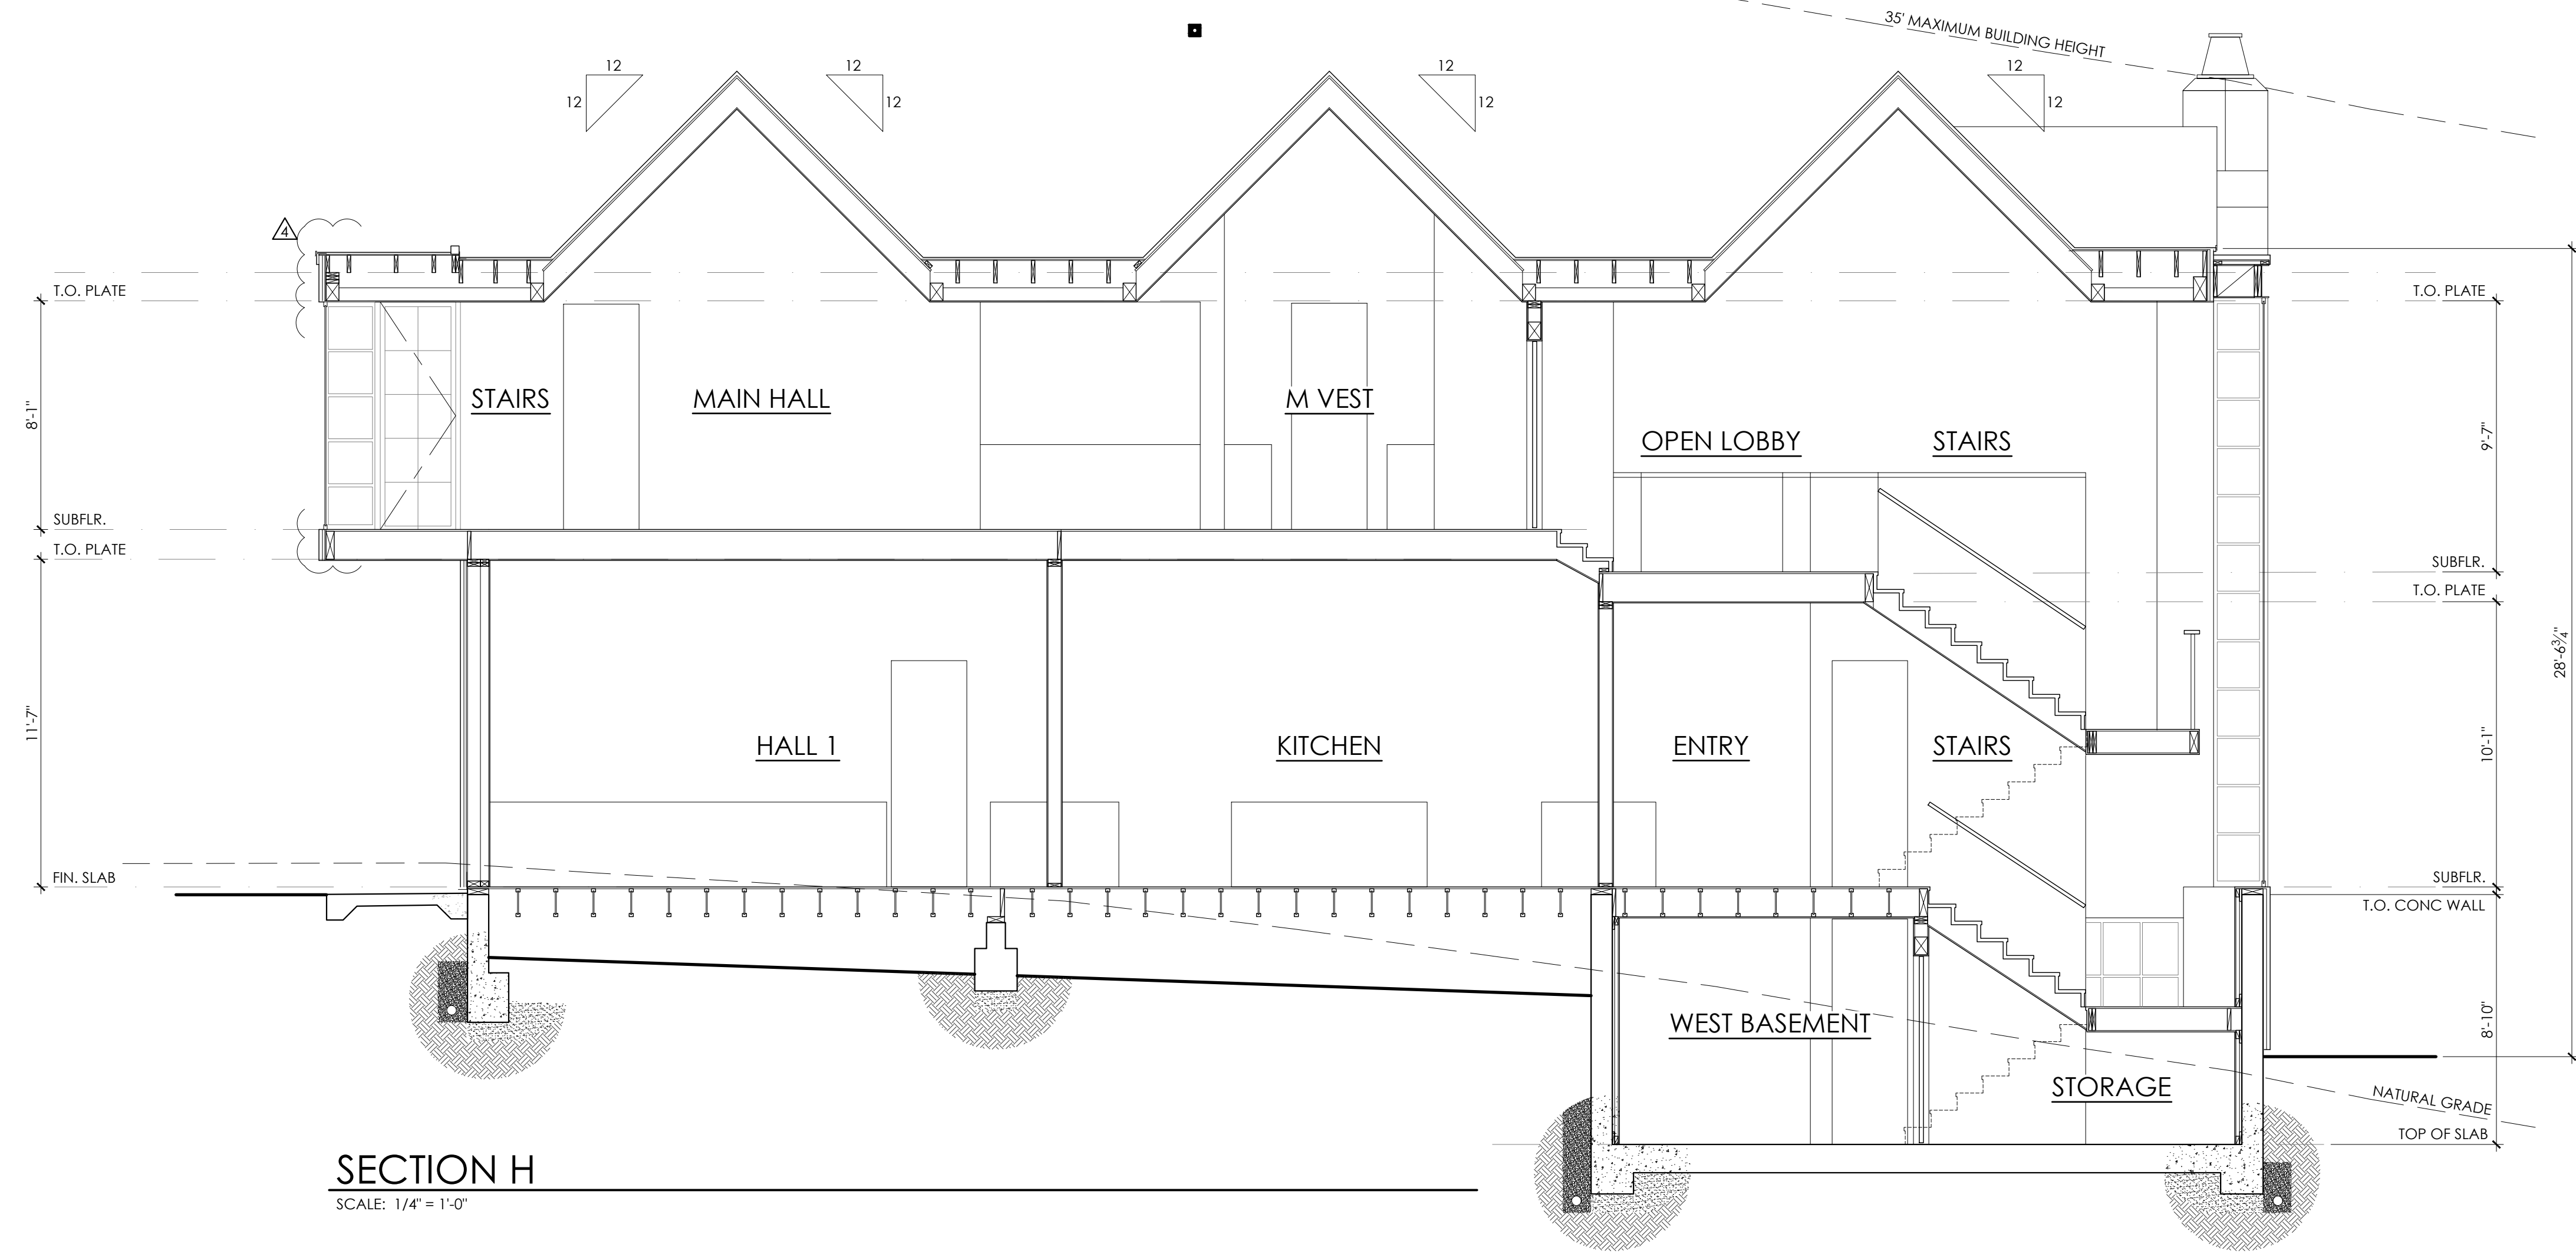 35' MAXIMUM BUILDING HEIGHT
12
12
12
12
12
12
12
12
4
T.O. PLATE
T.O. PLATE
8'-1"
STAIRS
MAIN HALL
M VEST
OPEN LOBBY
STAIRS
9'-7"
SUBFLR.
T.O. PLATE
SUBFLR.
T.O. PLATE
28'-6¾"
11'-7"
HALL 1
KITCHEN
ENTRY
STAIRS
10'-1"
FIN. SLAB
SUBFLR.
T.O. CONC WALL
WEST BASEMENT
8'-10"
STORAGE
NATURAL GRADE
TOP OF SLAB
SECTION H
SCALE: 1/4" = 1'-0"